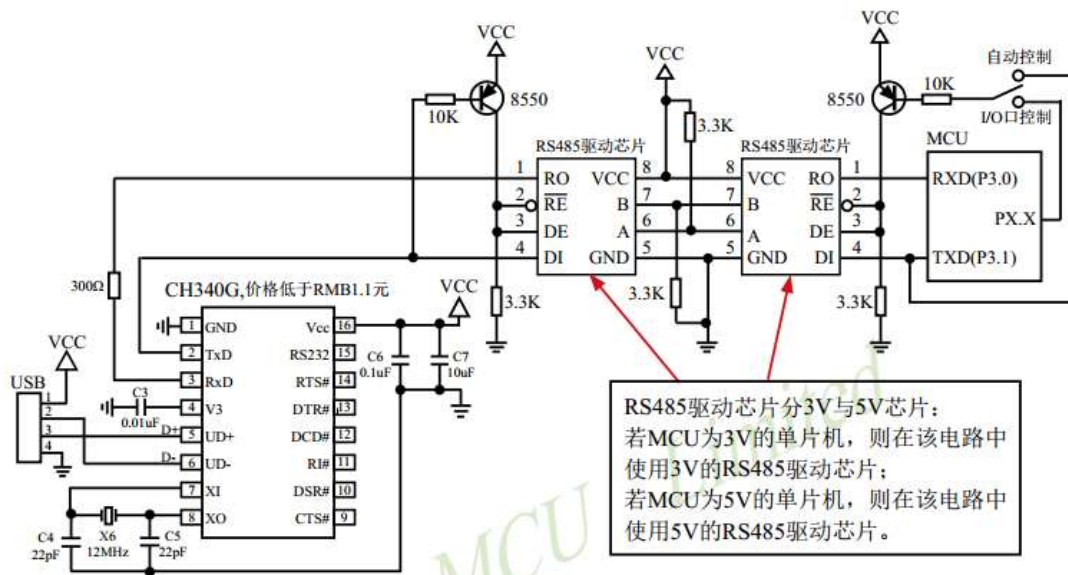 VCC
VCC
VCC
自动控制
8550
10K
8550
10K
I/O口控制
3.3K
MCU
RS485驱动芯片
RS485驱动芯片
1 RO VCC 8
8 VCC RO 1
RXD(P3.0)
2 RE B 7
7 B RE 2
PX.X
3 DE A 6
6 A DE 3
4 DI GND 5
5 GND DI 4
TXD(P3.1)
300Ω
CH340G,价格低于RMB1.1元
3.3K
3.3K
3.3K
VCC
VCC
1 GND Vcc 16
2 TxD RS232 15
3 RxD RTS# 14
4 V3 DTR# 13
5 UD+ DCD# 12
6 UD- RI# 11
7 XI DSR# 10
8 XO CTS# 9
C6
0.1uF
C7
10uF
USB
1
2
3
4
C3
0.01uF
D+
D-
C4
22pF
X6
12MHz
C5
22pF
RS485驱动芯片分3V与5V芯片：
若MCU为3V的单片机，则在该电路中
使用3V的RS485驱动芯片；
若MCU为5V的单片机，则在该电路中
使用5V的RS485驱动芯片。
MCU Limited